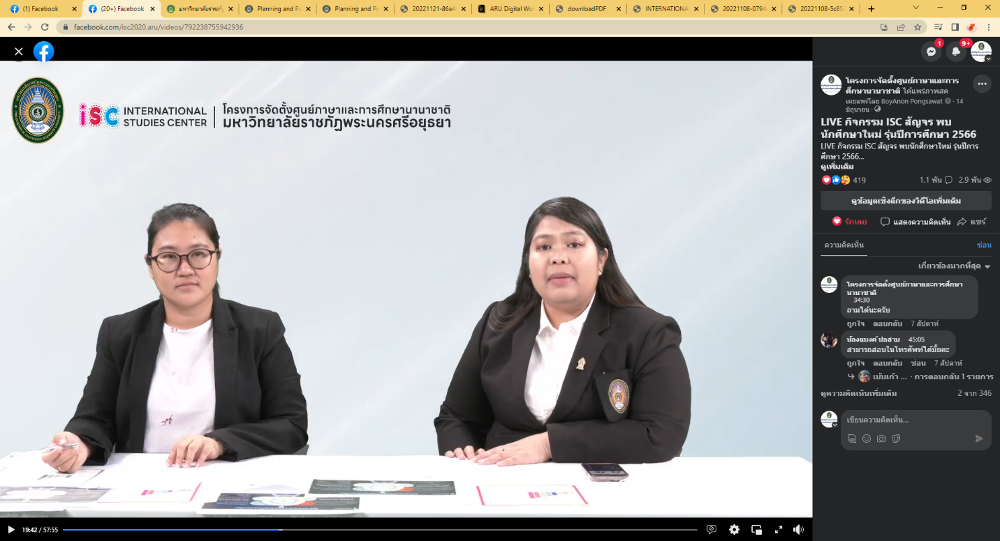 (1) Facebook
(20+) Facebook
มหาวิทยาลัยราชภั
Planning and Po
Planning and Po
20221121-86a4
ARU Digital Wo
downloadPDF
INTERNATIONA
20221108-0794
20221108-5c85
facebook.com/isc2020.aru/videos/792238755942936
isc INTERNATIONAL STUDIES CENTER
โครงการจัดตั้งศูนย์ภาษาและการศึกษานานาชาติ
มหาวิทยาลัยราชภัฏพระนครศรีอยุธยา
19:42 / 57:55
1
9+
โครงการจัดตั้งศูนย์ภาษาและการ
ศึกษานานาชาติ ได้แพร่ภาพสด
เผยแพร่โดย BoyAnon Pongsawat · 14
มิถุนายน ·
LIVE กิจกรรม ISC สัญจร พบ
นักศึกษาใหม่ รุ่นปีการศึกษา 2566
LIVE กิจกรรม ISC สัญจร พบนักศึกษาใหม่ รุ่นปีการ
ศึกษา 2566...
ดูเพิ่มเติม
419 1.1 พัน 2.9 พัน
ดูข้อมูลเชิงลึกของวิดีโอเพิ่มเติม
รักเลย แสดงความคิดเห็น แชร์
ความคิดเห็น ซ่อน
เกี่ยวข้องมากที่สุด
โครงการจัดตั้งศูนย์ภาษาและการศึกษา
นานาชาติ
· 34:30
ถามได้นะครับ
ถูกใจ ตอบกลับ 7 สัปดาห์
น้องแบงค์ ปลสาม · 45:05
สามารถสอบในโทรศัพท์ได้มั้ยคะ
ถูกใจ ตอบกลับ ซ่อน 7 สัปดาห์
· การตอบกลับ 1 รายการ
ดูความคิดเห็นเพิ่มเติม 2 จาก 346
เขียนความคิดเห็น...